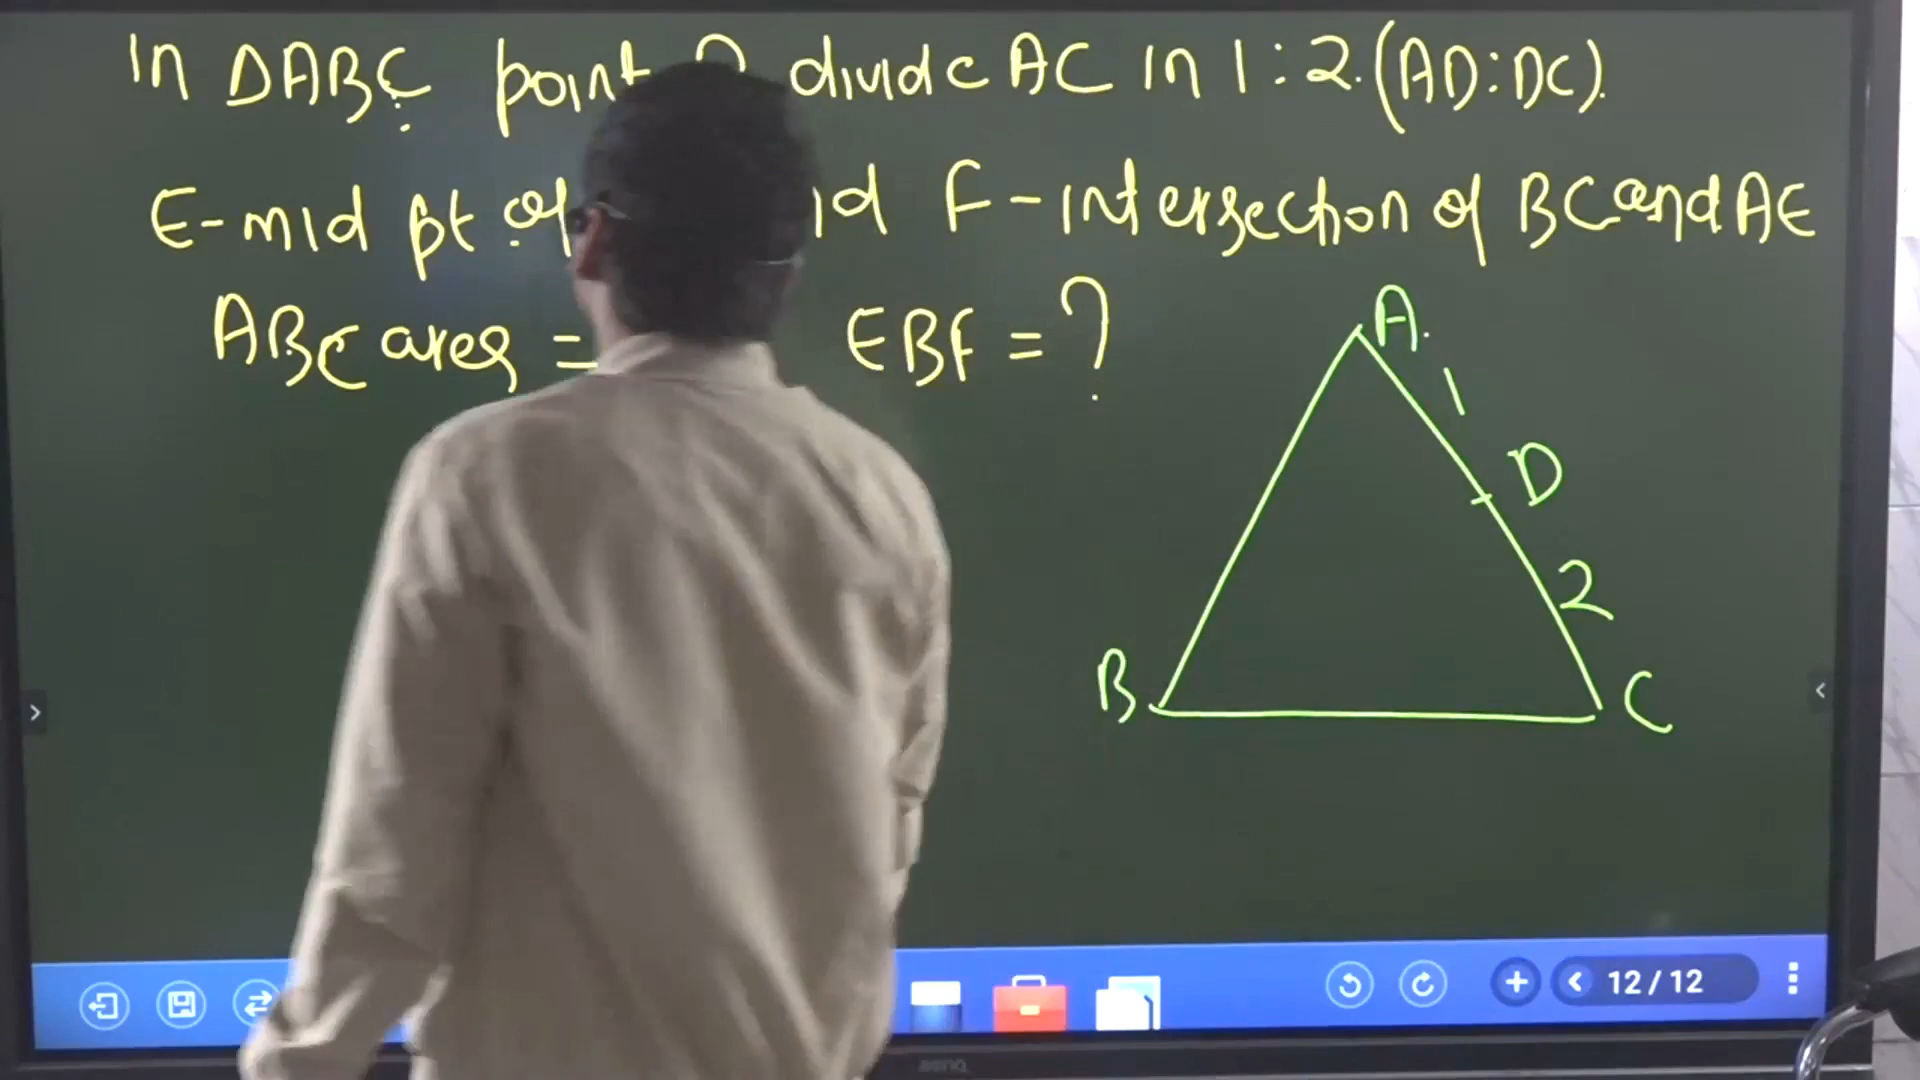 In ΔABC point divide AC in 1:2. (AD:DC).
E-mid pt of F-intersection of BC and AE
ABC area = EBF = ?
A
1
D
2
B
C
12/12
BenQ